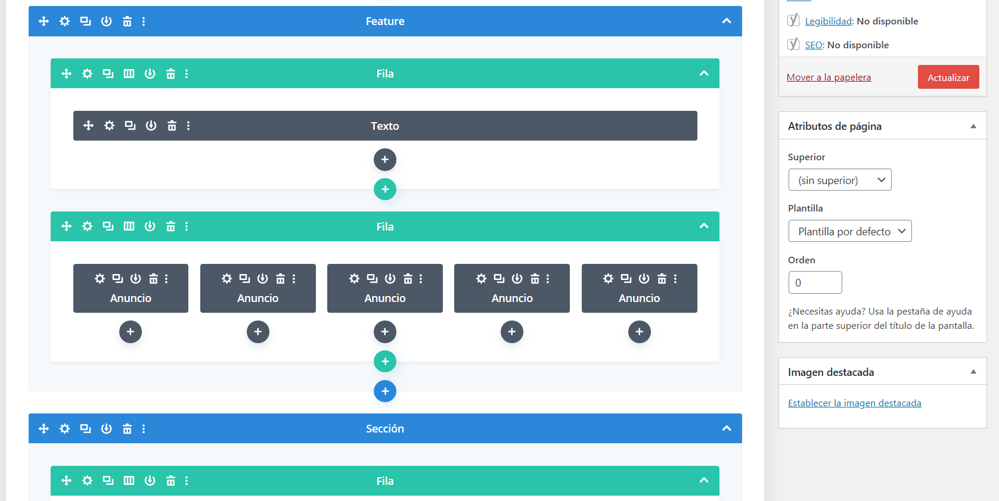 Feature
Fila
Texto
Fila
Anuncio
Anuncio
Anuncio
Anuncio
Anuncio
Sección
Fila
Legibilidad: No disponible
SEO: No disponible
Mover a la papelera
Actualizar
Atributos de página
Superior
(sin superior)
Plantilla
Plantilla por defecto
Orden
0
¿Necesitas ayuda? Usa la pestaña de ayuda
en la parte superior del título de la pantalla.
Imagen destacada
Establecer la imagen destacada